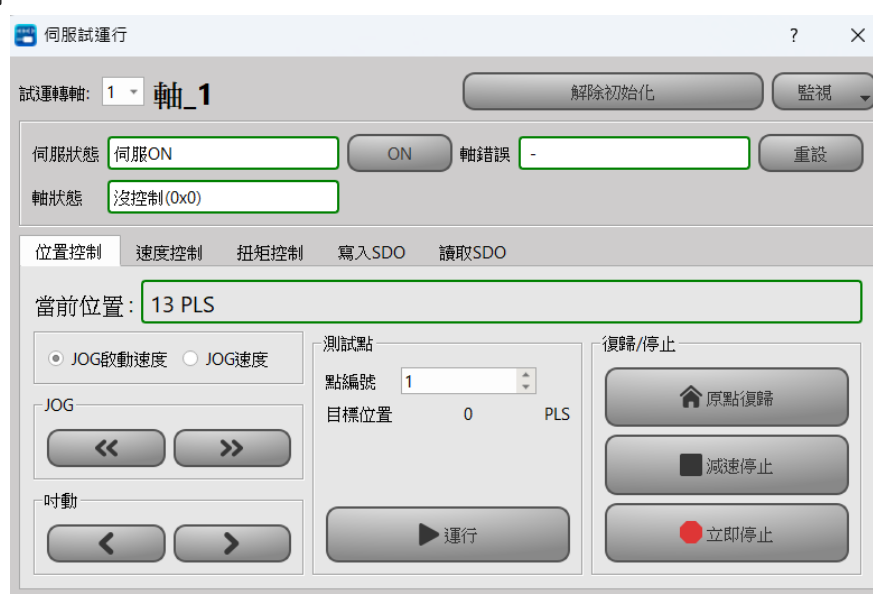 伺服試運行 ?
試運轉軸: 1 軸_1 解除初始化 監視
伺服狀態 伺服ON ON 軸錯誤 - 重設
軸狀態 沒控制(0x0)
位置控制 速度控制 扭矩控制 寫入SDO 讀取SDO
當前位置: 13 PLS
JOG啟動速度 JOG速度
JOG
吋動
測試點
點編號 1
目標位置 0 PLS
運行
復歸/停止
原點復歸
減速停止
立即停止